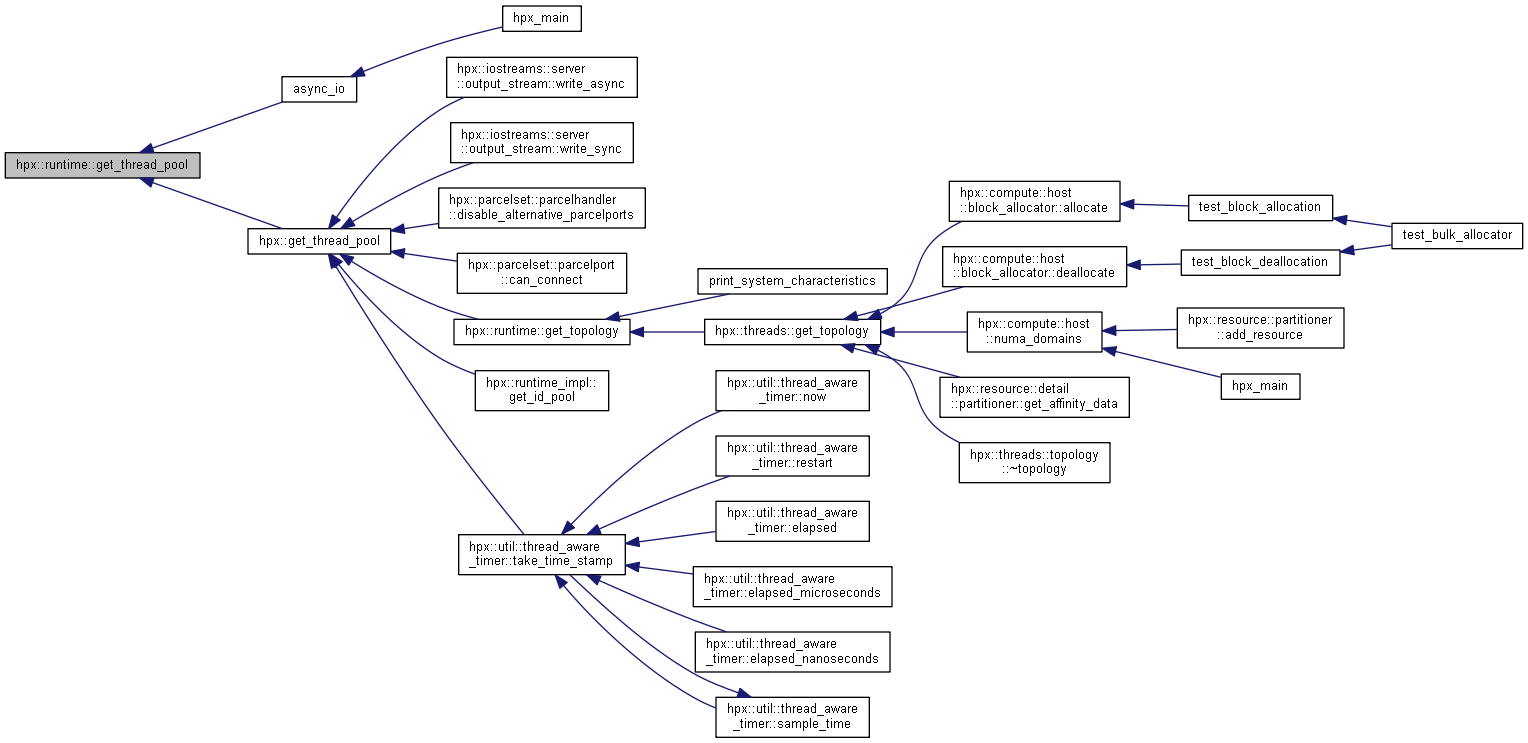 hpx_main
hpx::iostreams::server
::output_stream::write_async
async_io
hpx::iostreams::server
::output_stream::write_sync
hpx::runtime::get_thread_pool
hpx::parcelset::parcelhandler
::disable_alternative_parcelports
hpx::get_thread_pool
hpx::parcelset::parcelport
::can_connect
hpx::runtime::get_topology
hpx::runtime_impl::
get_id_pool
hpx::util::thread_aware
_timer::take_time_stamp
print_system_characteristics
hpx::threads::get_topology
hpx::util::thread_aware
_timer::now
hpx::util::thread_aware
_timer::restart
hpx::util::thread_aware
_timer::elapsed
hpx::util::thread_aware
_timer::elapsed_microseconds
hpx::util::thread_aware
_timer::elapsed_nanoseconds
hpx::util::thread_aware
_timer::sample_time
hpx::compute::host
::block_allocator::allocate
hpx::compute::host
::block_allocator::deallocate
hpx::compute::host
::numa_domains
hpx::resource::detail
::partitioner::get_affinity_data
hpx::threads::topology
::~topology
test_block_allocation
test_block_deallocation
hpx::resource::partitioner
::add_resource
hpx_main
test_bulk_allocator